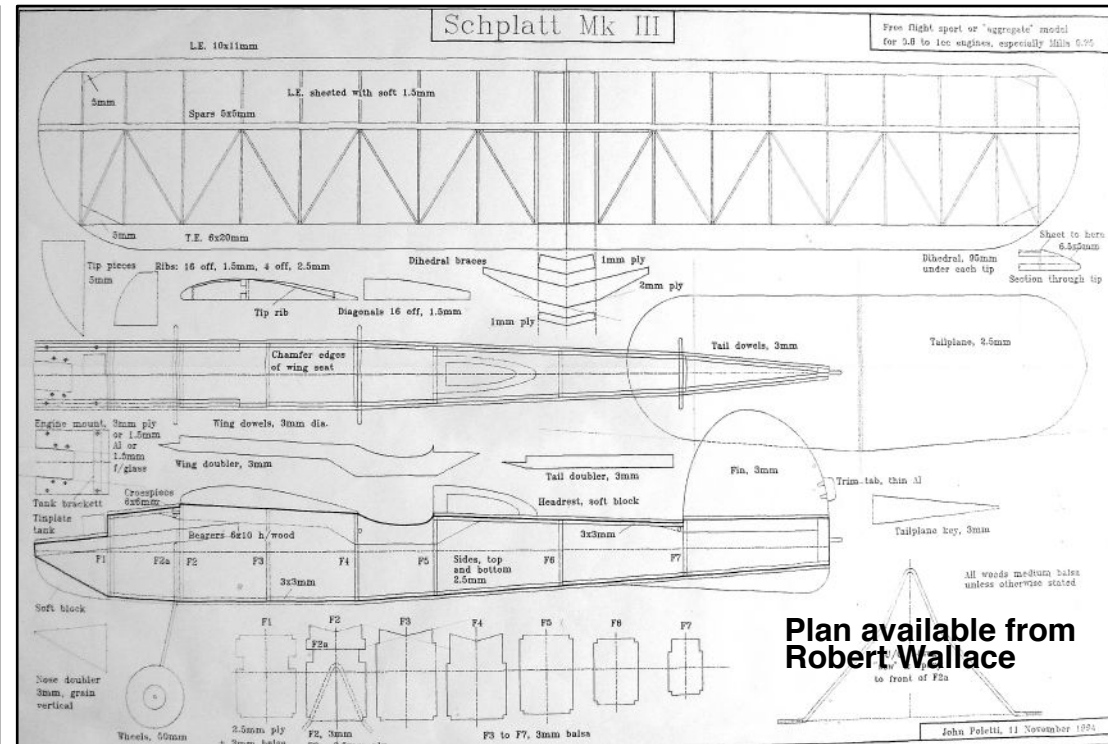 Schplatt Mk III
Free flight sport or "aggregate" model
for 0.8 to 1cc engines, especially Mills 0.75
L.E. 10x11mm
L.E. sheeted with soft 1.5mm
5mm
Spars 5x5mm
5mm
T.E. 6x20mm
Tip pieces
5mm
Ribs: 16 off, 1.5mm, 4 off, 2.5mm
Tip rib
Diagonals 16 off, 1.5mm
Dihedral braces
1mm ply
2mm ply
1mm ply
Dihedral, 95mm
under each tip
Sheet to here
6.5x5mm
Section through tip
Chamfer edges
of wing seat
Tail dowels, 3mm
Tailplane, 2.5mm
Engine mount, 2mm ply
or 1.5mm
Al or
1.5mm
f/glass
Wing dowels, 3mm dia.
Wing doubler, 3mm
Tail doubler, 3mm
Fin, 3mm
Trim tab, thin Al
Tank brackett
Crosspiece
6x6mm
Headrest, soft block
Tinplate
tank
Bearers 6x10 h/wood
3x3mm
Tailplane key, 3mm
F1
F2a
F2
F3
F4
F5
Sides, top
and bottom
2.5mm
F6
F7
3x3mm
All woods medium balsa
unless otherwise stated
Soft block
F1
F2
F2a
F3
F4
F5
F6
F7
Plan available from
Robert Wallace
to front of F2a
Nose doubler
3mm, grain
vertical
Wheels, 50mm
2.5mm ply
+ 3mm balsa
F2, 3mm
F3 to F7, 3mm balsa
John Poletti, 11 November 1994